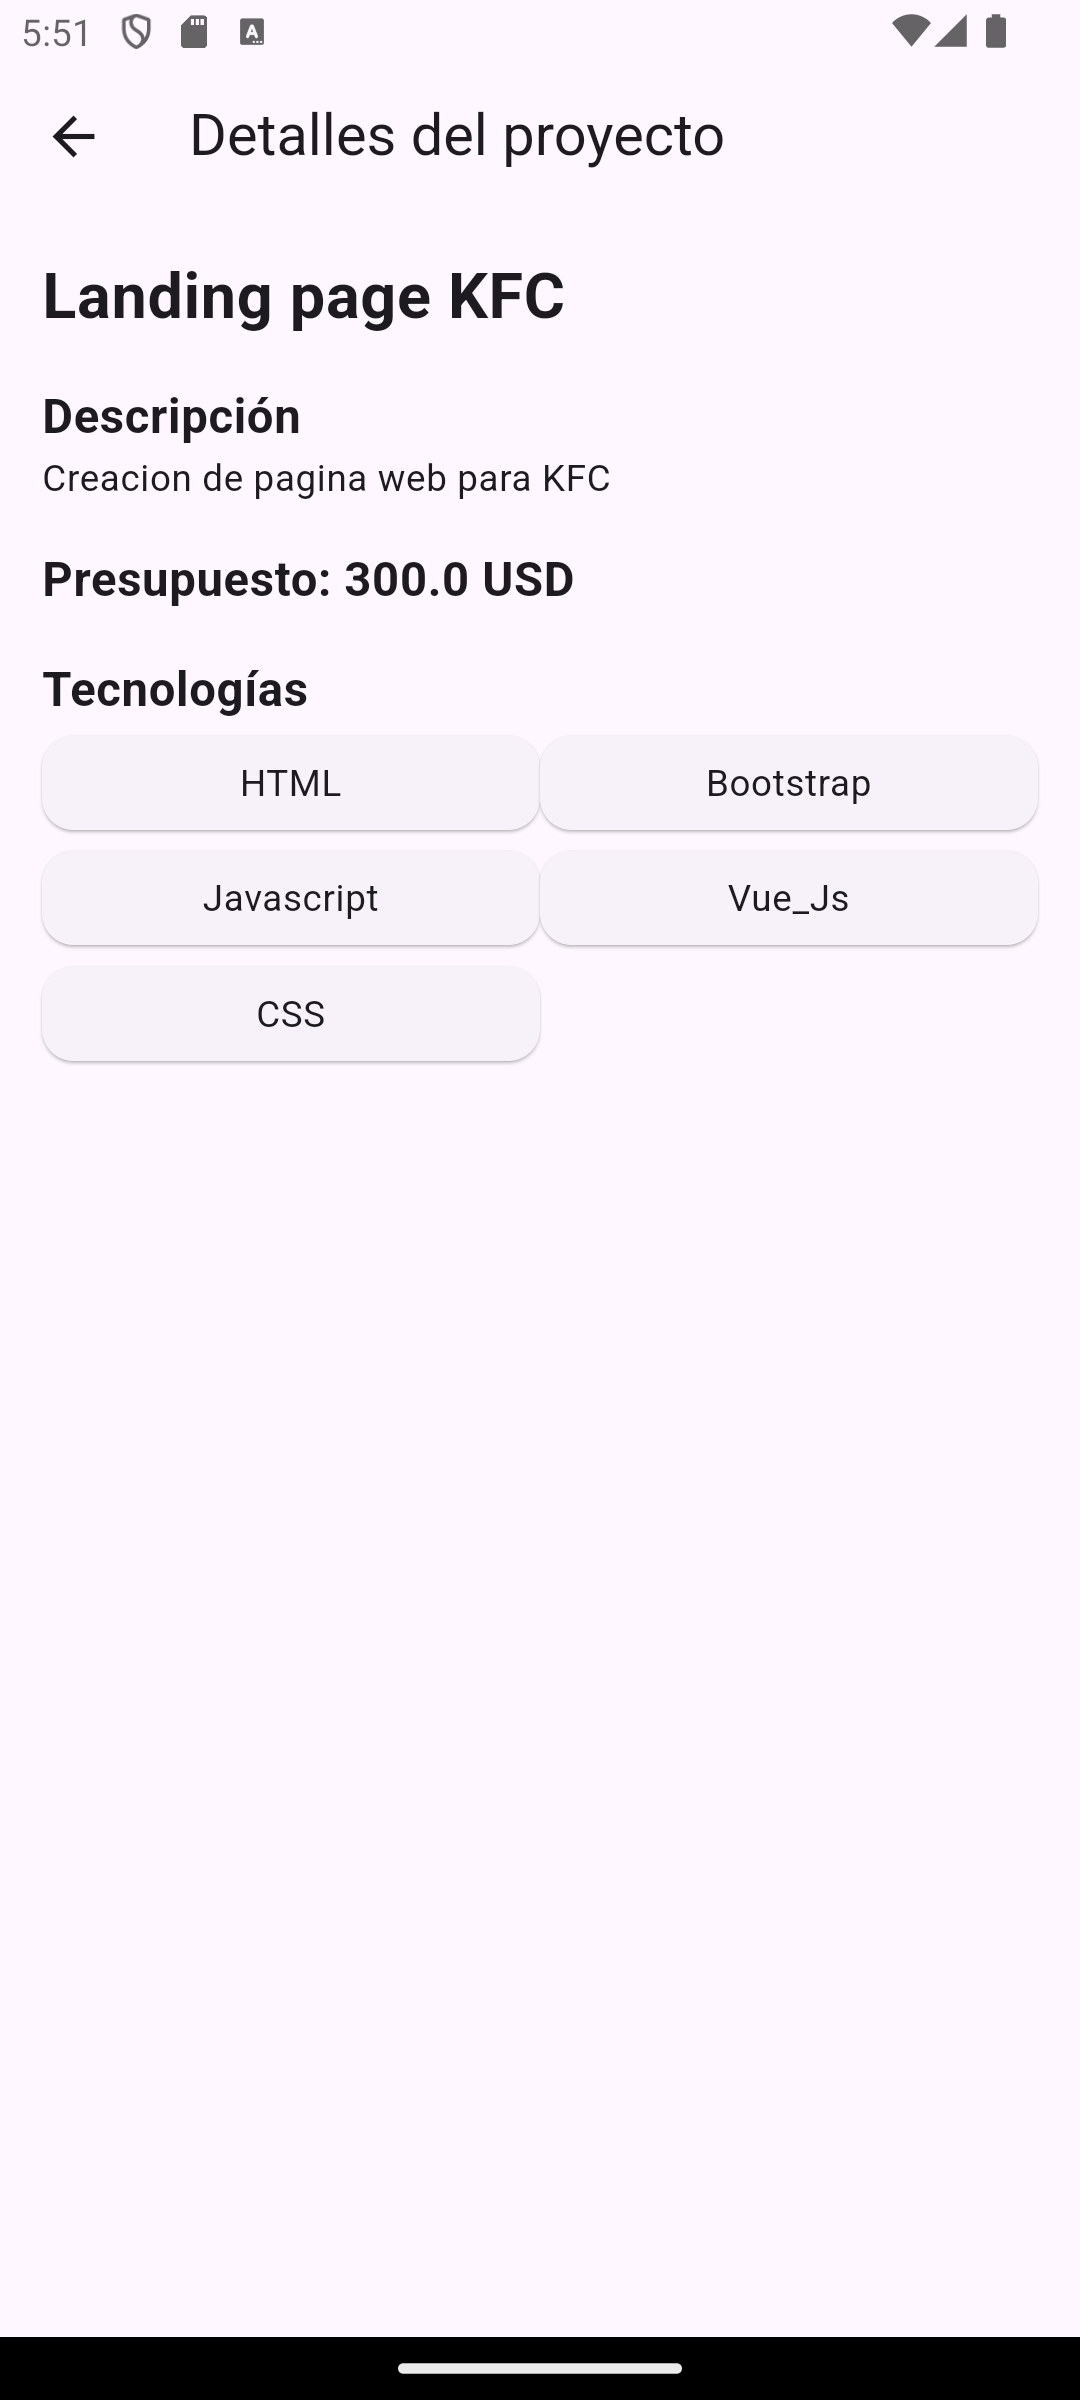 5:51
Detalles del proyecto
Landing page KFC
Descripción
Creacion de pagina web para KFC
Presupuesto: 300.0 USD
Tecnologías
HTML Bootstrap
Javascript Vue_Js
CSS